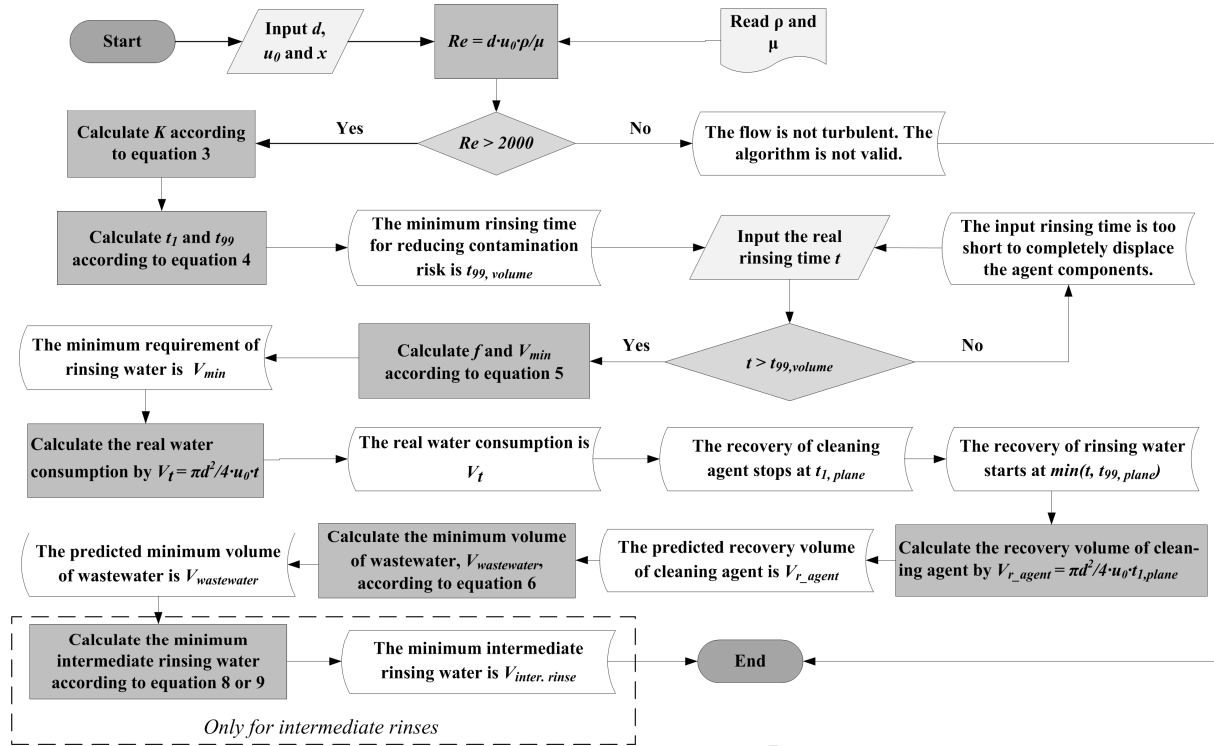 Start
Input d,
u₀ and x
Re = d·u₀·ρ/μ
Read ρ and
μ
Calculate K according
to equation 3
Yes
Re > 2000
No
The flow is not turbulent. The
algorithm is not valid.
Calculate t₁ and t₉₉
according to equation 4
The minimum rinsing time
for reducing contamination
risk is t₉₉, volume
Input the real
rinsing time t
The input rinsing time is too
short to completely displace
the agent components.
The minimum requirement of
rinsing water is Vmin
Calculate f and Vmin
according to equation 5
Yes
t > t₉₉,volume
No
Calculate the real water
consumption by Vt = πd²/4·u₀·t
The real water consumption is
Vt
The recovery of cleaning
agent stops at t₁, plane
The recovery of rinsing water
starts at min(t, t₉₉, plane)
The predicted minimum volume
of wastewater is Vwastewater
Calculate the minimum volume
of wastewater, Vwastewater,
according to equation 6
The predicted recovery volume
of cleaning agent is Vr_agent
Calculate the recovery volume of clean-
ing agent by Vr_agent = πd²/4·u₀·t₁,plane
Calculate the minimum
intermediate rinsing water
according to equation 8 or 9
The minimum intermediate
rinsing water is Vinter. rinse
End
Only for intermediate rinses